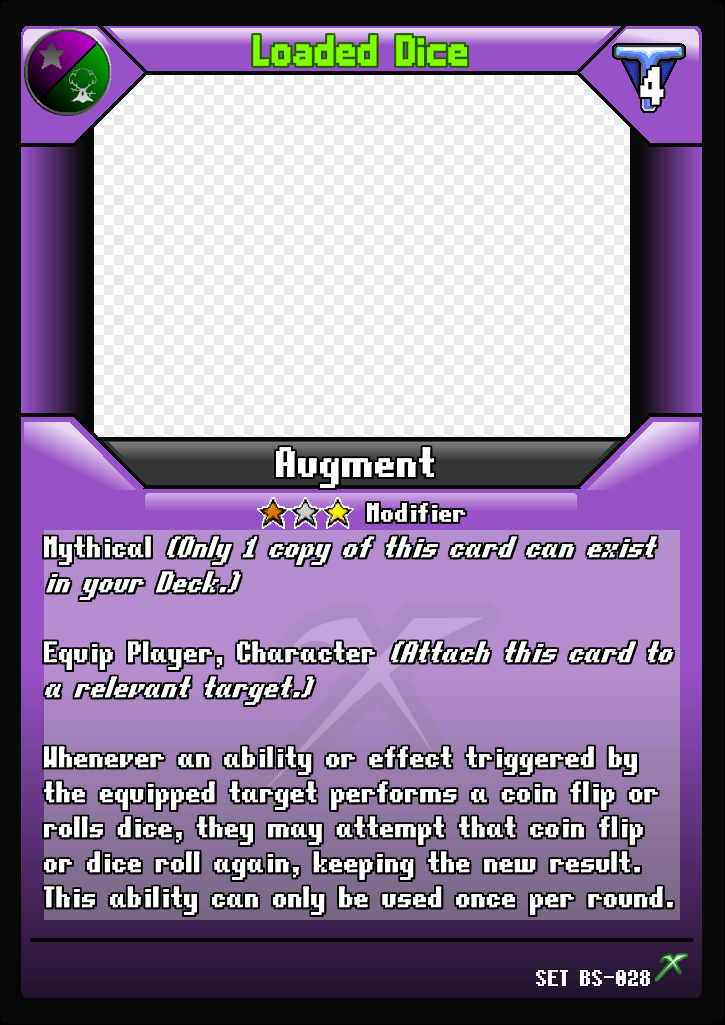 Loaded Dice
4
Augment
Modifier
Mythical (Only 1 copy of this card can exist
in your Deck.)
Equip Player, Character (Attach this card to
a relevant target.)
Whenever an ability or effect triggered by
the equipped target performs a coin flip or
rolls dice, they may attempt that coin flip
or dice roll again, keeping the new result.
This ability can only be used once per round.
SET BS-028